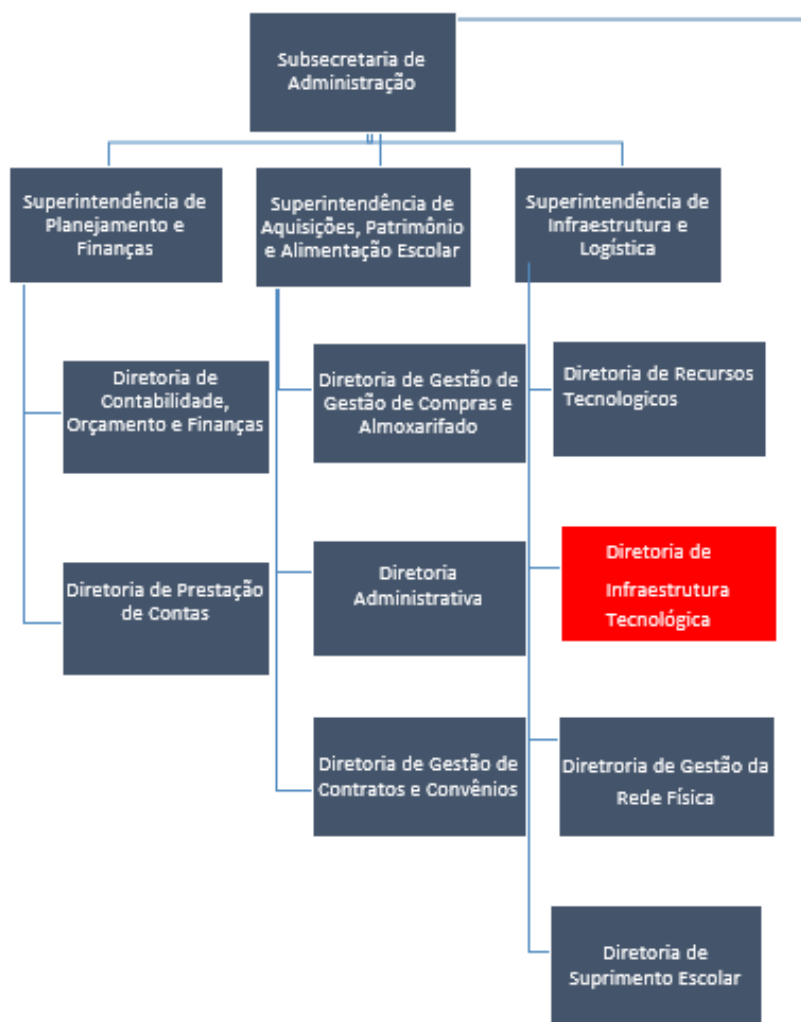 Subsecretaria de
Administração
Superintendência de
Planejamento e
Finanças
Superintendência de
Aquisições, Patrimônio
e Alimentação Escolar
Superintendência de
Infraestrutura e
Logística
Diretoria de
Contabilidade,
Orçamento e Finanças
Diretoria de Gestão de
Gestão de Compras e
Almoxarifado
Diretoria de Recursos
Tecnologicos
Diretoria de Prestação
de Contas
Diretoria
Administrativa
Diretoria de
Infraestrutura
Tecnológica
Diretoria de Gestão de
Contratos e Convênios
Diretroria de Gestão da
Rede Física
Diretoria de
Suprimento Escolar